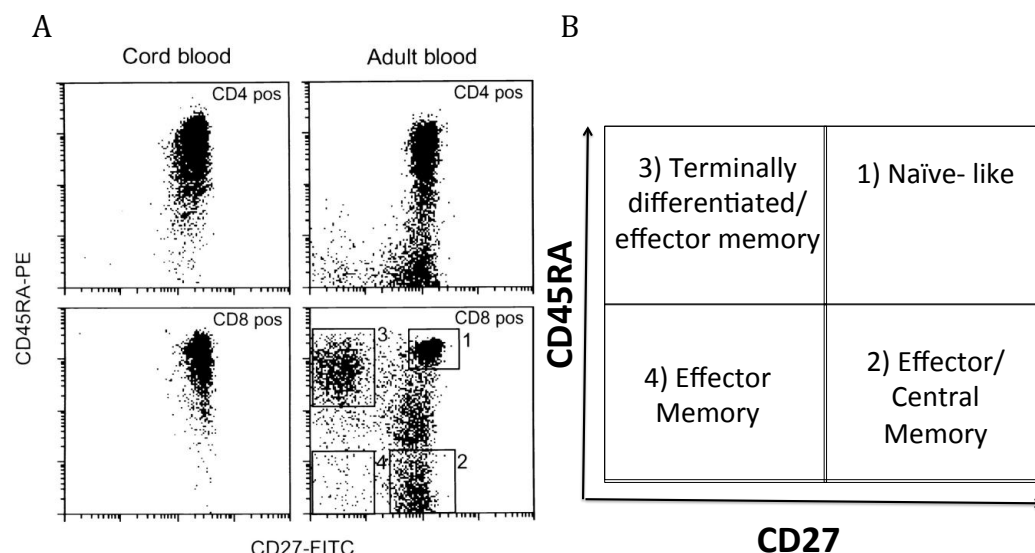 A
B
Cord blood
Adult blood
CD4 pos
CD4 pos
CD8 pos
CD8 pos
3
1
4
2
CD45RA-PE
CD27-FITC
3) Terminally
differentiated/
effector memory
1) Naïve- like
4) Effector
Memory
2) Effector/
Central
Memory
CD45RA
CD27